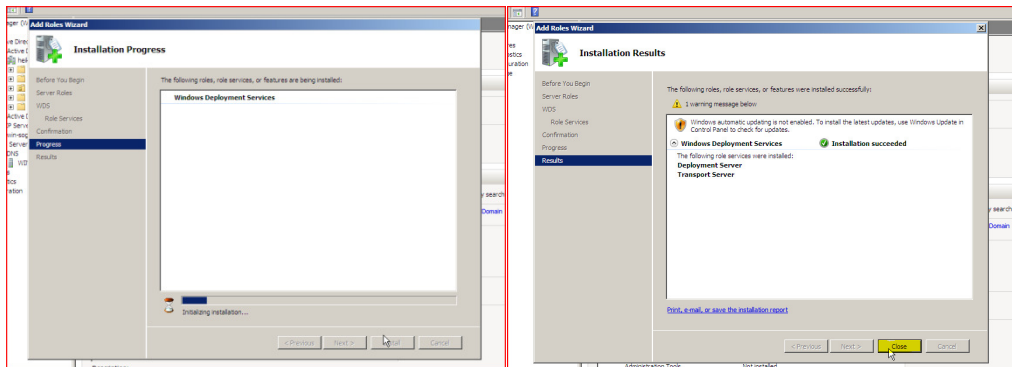 Add Roles Wizard
Installation Progress
Before You Begin
Server Roles
WDS
Role Services
Confirmation
Progress
Results
The following roles, role services, or features are being installed:
Windows Deployment Services
Initializing installation...
< Previous
Next >
Install
Cancel
Add Roles Wizard
Installation Results
Before You Begin
Server Roles
WDS
Role Services
Confirmation
Progress
Results
The following roles, role services, or features were installed successfully:
1 warning message below
Windows automatic updating is not enabled. To install the latest updates, use Windows Update in
Control Panel to check for updates.
Windows Deployment Services
Installation succeeded
The following role services were installed:
Deployment Server
Transport Server
Print, e-mail, or save the installation report
< Previous
Next >
Close
Cancel
y search
Domain
y search
Domain
Administration Tools
Not installed